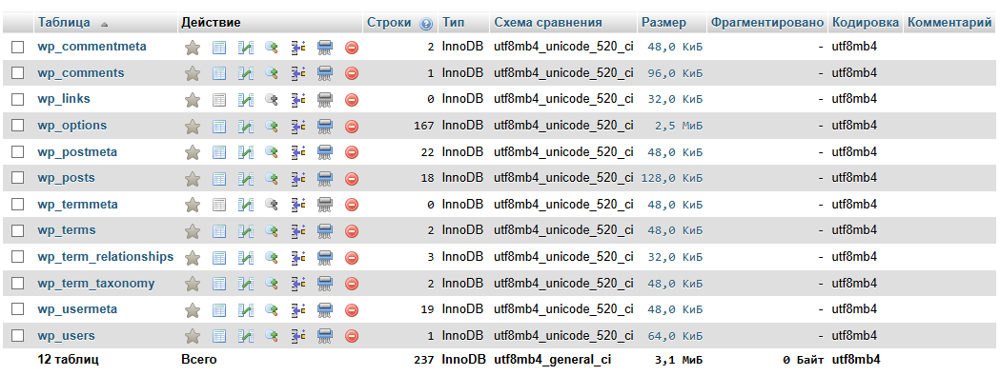 Таблица Действие Строки Тип Схема сравнения Размер Фрагментировано Кодировка Комментарий
wp_commentmeta 2 InnoDB utf8mb4_unicode_520_ci 48,0 КиБ - utf8mb4
wp_comments 1 InnoDB utf8mb4_unicode_520_ci 96,0 КиБ - utf8mb4
wp_links 0 InnoDB utf8mb4_unicode_520_ci 32,0 КиБ - utf8mb4
wp_options 167 InnoDB utf8mb4_unicode_520_ci 2,5 МиБ - utf8mb4
wp_postmeta 22 InnoDB utf8mb4_unicode_520_ci 48,0 КиБ - utf8mb4
wp_posts 18 InnoDB utf8mb4_unicode_520_ci 128,0 КиБ - utf8mb4
wp_termmeta 0 InnoDB utf8mb4_unicode_520_ci 48,0 КиБ - utf8mb4
wp_terms 2 InnoDB utf8mb4_unicode_520_ci 48,0 КиБ - utf8mb4
wp_term_relationships 3 InnoDB utf8mb4_unicode_520_ci 32,0 КиБ - utf8mb4
wp_term_taxonomy 2 InnoDB utf8mb4_unicode_520_ci 48,0 КиБ - utf8mb4
wp_usermeta 19 InnoDB utf8mb4_unicode_520_ci 48,0 КиБ - utf8mb4
wp_users 1 InnoDB utf8mb4_unicode_520_ci 64,0 КиБ - utf8mb4
12 таблиц Всего 237 InnoDB utf8mb4_general_ci 3,1 МиБ 0 Байт utf8mb4